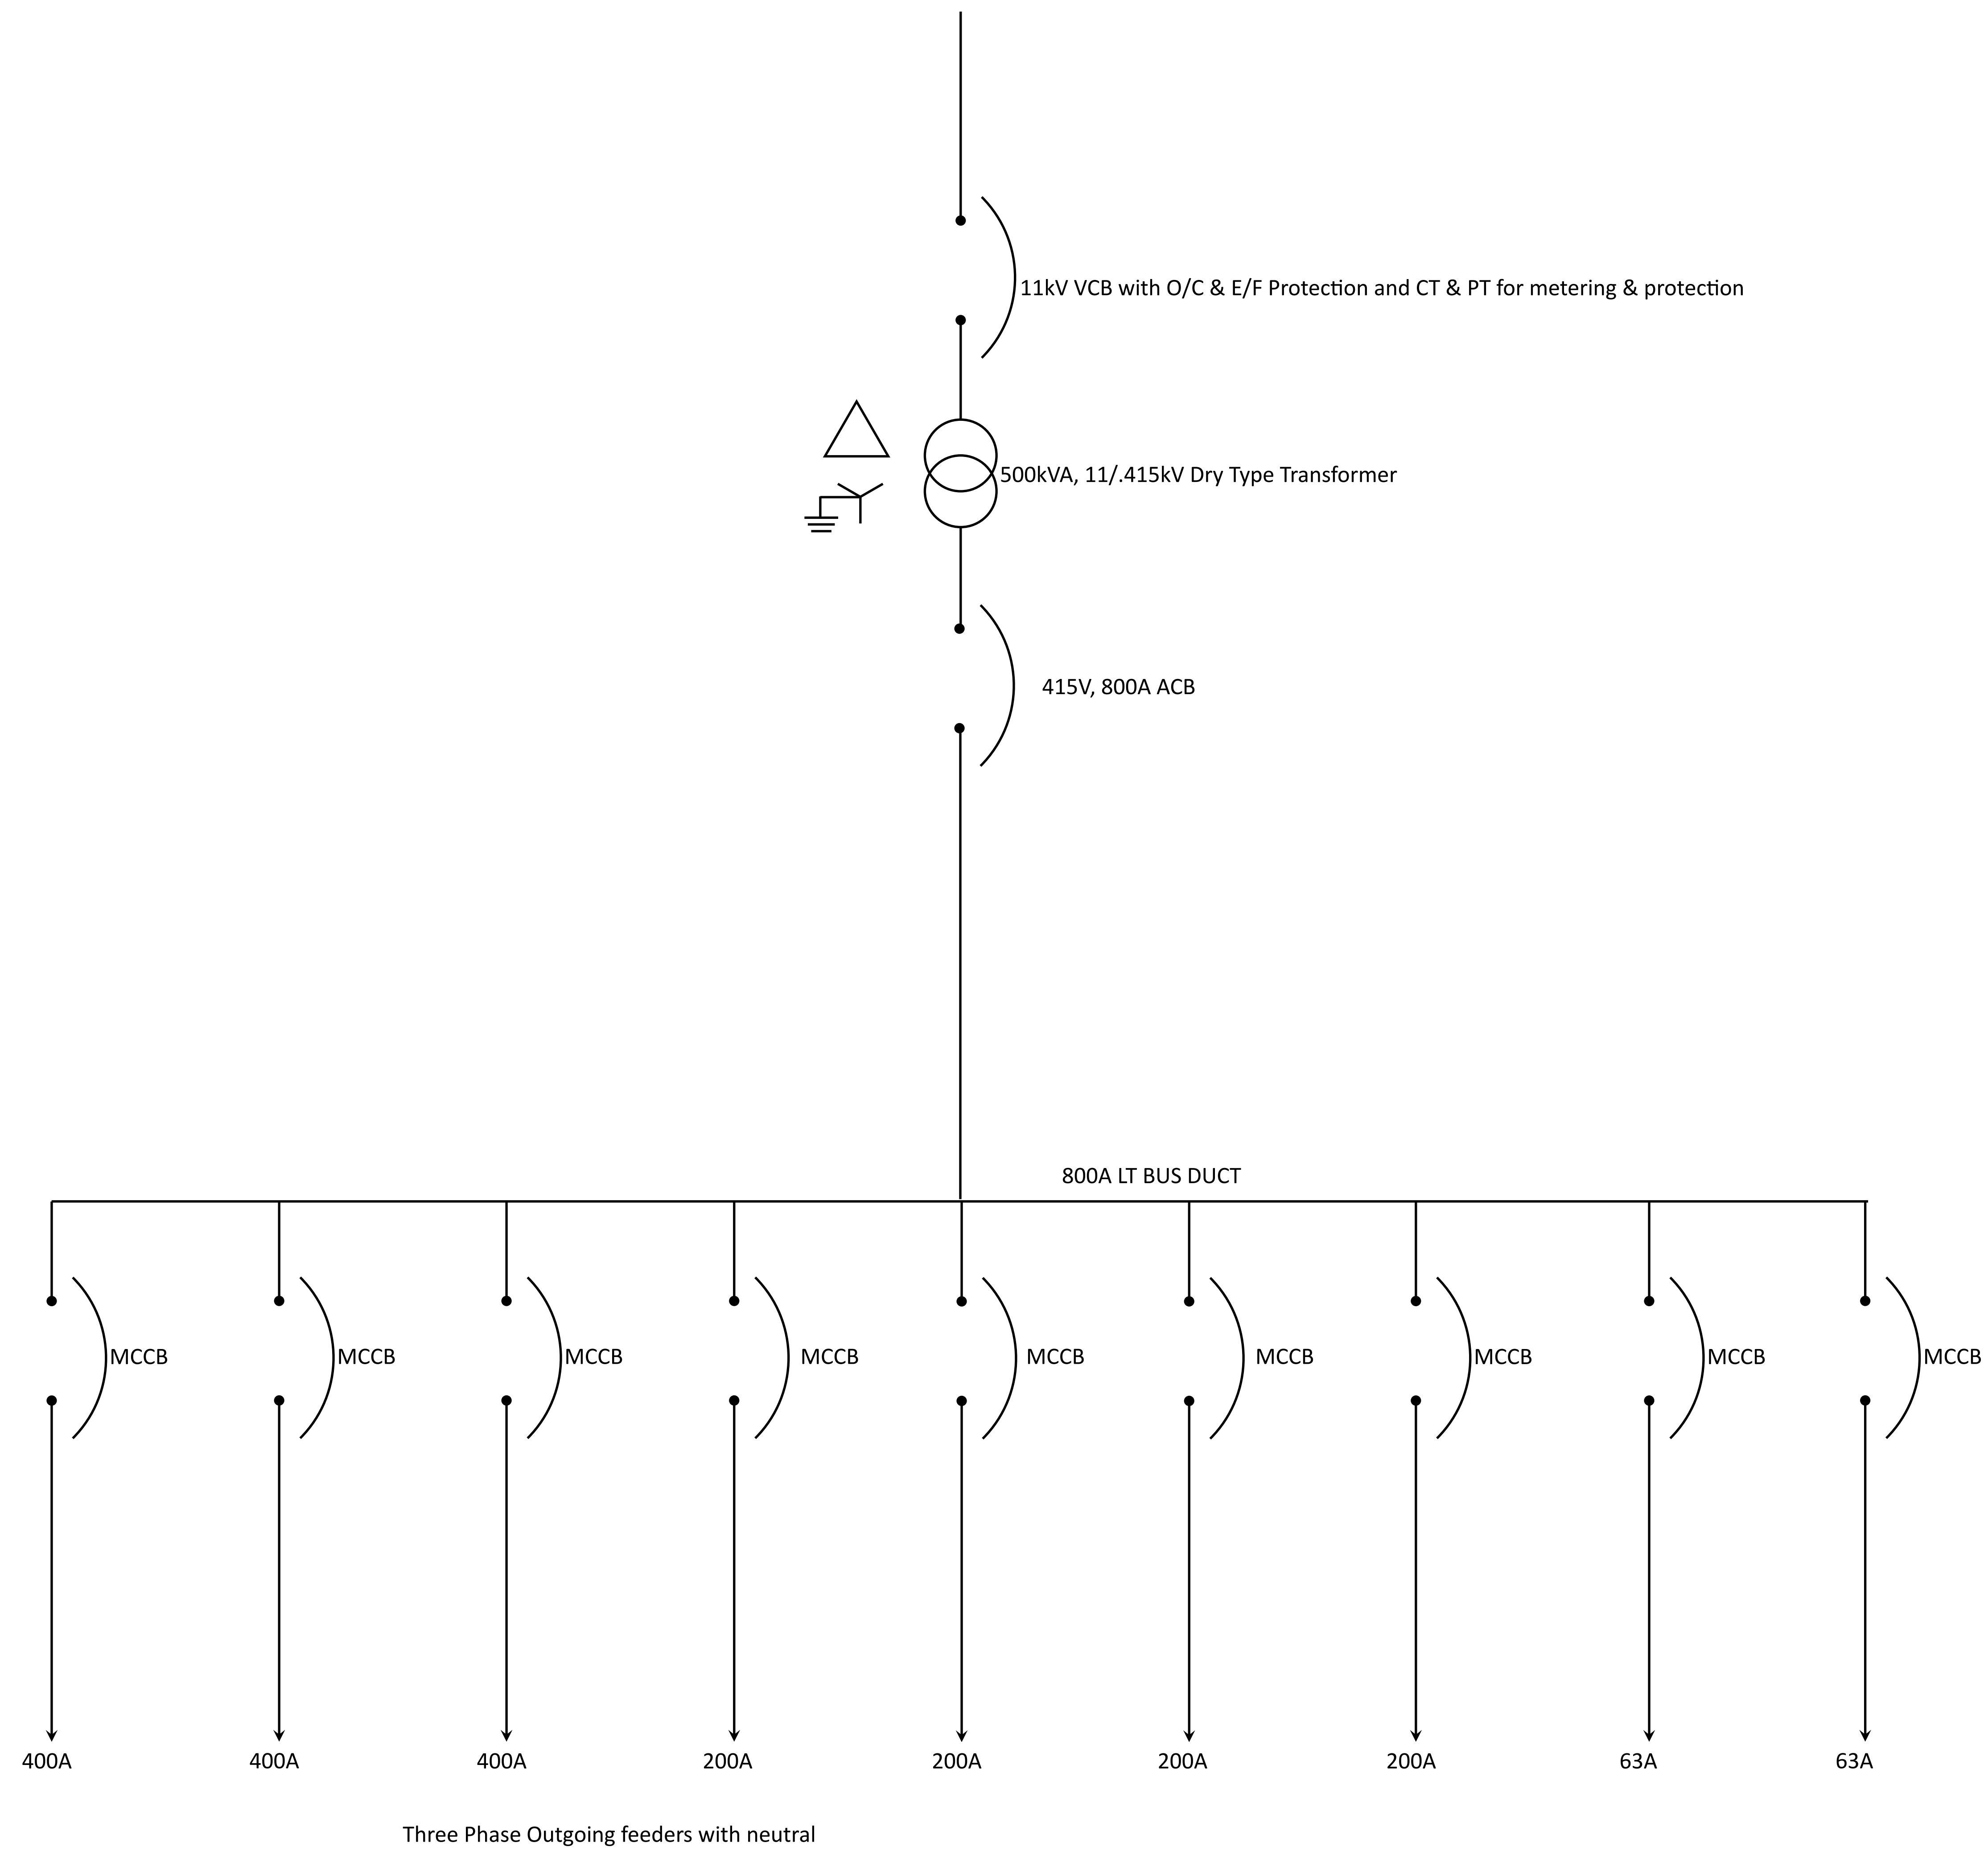 11kV VCB with O/C & E/F Protection and CT & PT for metering & protection
500kVA, 11/.415kV Dry Type Transformer
415V, 800A ACB
800A LT BUS DUCT
MCCB
MCCB
MCCB
MCCB
MCCB
MCCB
MCCB
MCCB
MCCB
400A
400A
400A
200A
200A
200A
200A
63A
63A
Three Phase Outgoing feeders with neutral